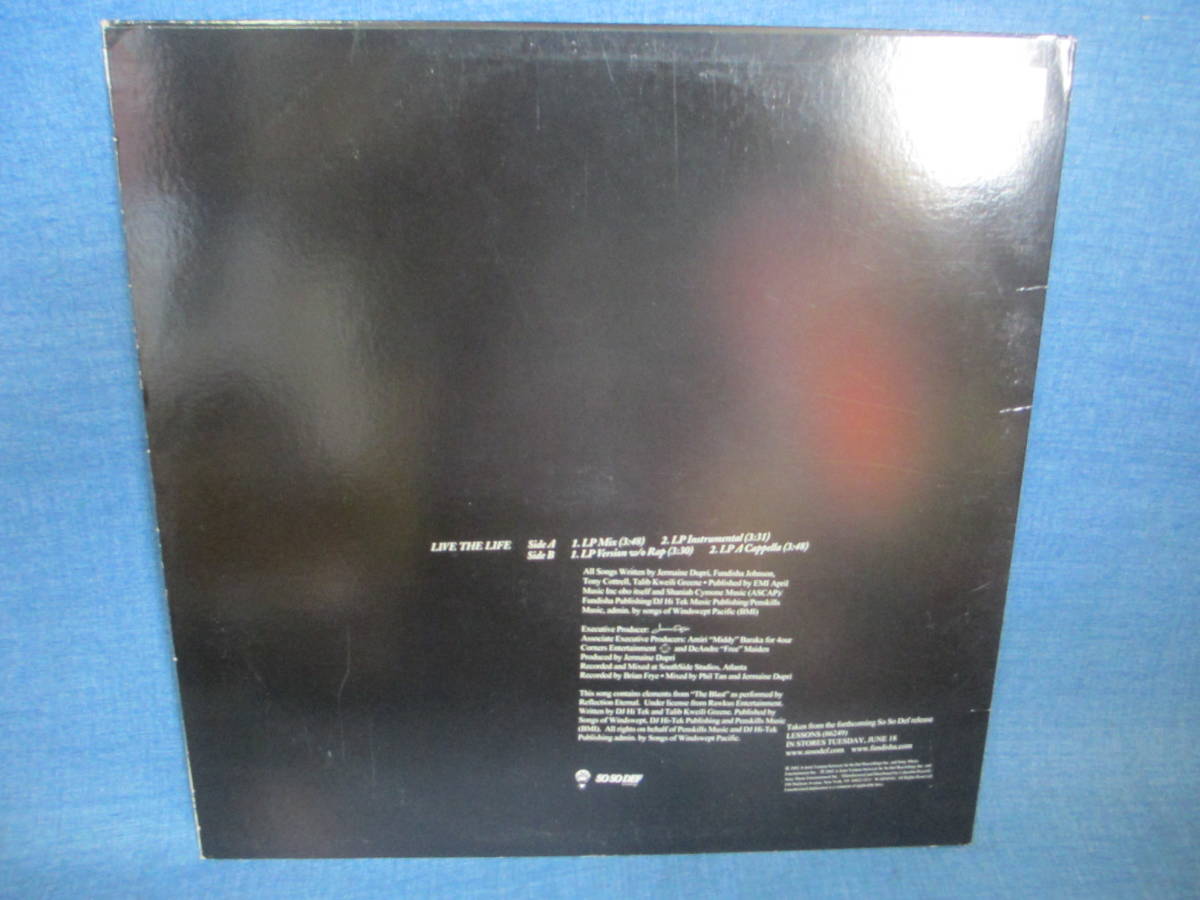 LIVE THE LIFE Side A 1. LP Mix (3:48) 2. LP Instrumental (3:31)
Side B 1. LP Version w/o Rap (3:30) 2. LP A Cappella (3:48)
All Songs Written by Jermaine Dupri, Fundisha Johnson,
Tony Cottrell, Talib Kweili Greene • Published by EMI April
Music Inc obo itself and Shaniah Cymone Music (ASCAP)/
Fundisha Publishing/DJ Hi Tek Music Publishing/Penskills
Music, admin. by songs of Windswept Pacific (BMI)
Executive Producer:
Associate Executive Producers: Amiri "Middy" Baraka for 4our
Corners Entertainment and DeAndre "Free" Maiden
Produced by Jermaine Dupri
Recorded and Mixed at SouthSide Studios, Atlanta
Recorded by Brian Frye • Mixed by Phil Tan and Jermaine Dupri
This song contains elements from "The Blast" as performed by
Reflection Eternal. Under license from Rawkus Entertainment.
Written by DJ Hi Tek and Talib Kweili Greene. Published by
Songs of Windswept, DJ Hi-Tek Publishing and Penskills Music
(BMI). All rights on behalf of Penskills Music and DJ Hi-Tek
Publishing admin. by Songs of Windswept Pacific.
Taken from the forthcoming So So Def release
LESSONS (86249)
IN STORES TUESDAY, JUNE 18
www.sosodef.com www.fundisha.com
SO SO DEF